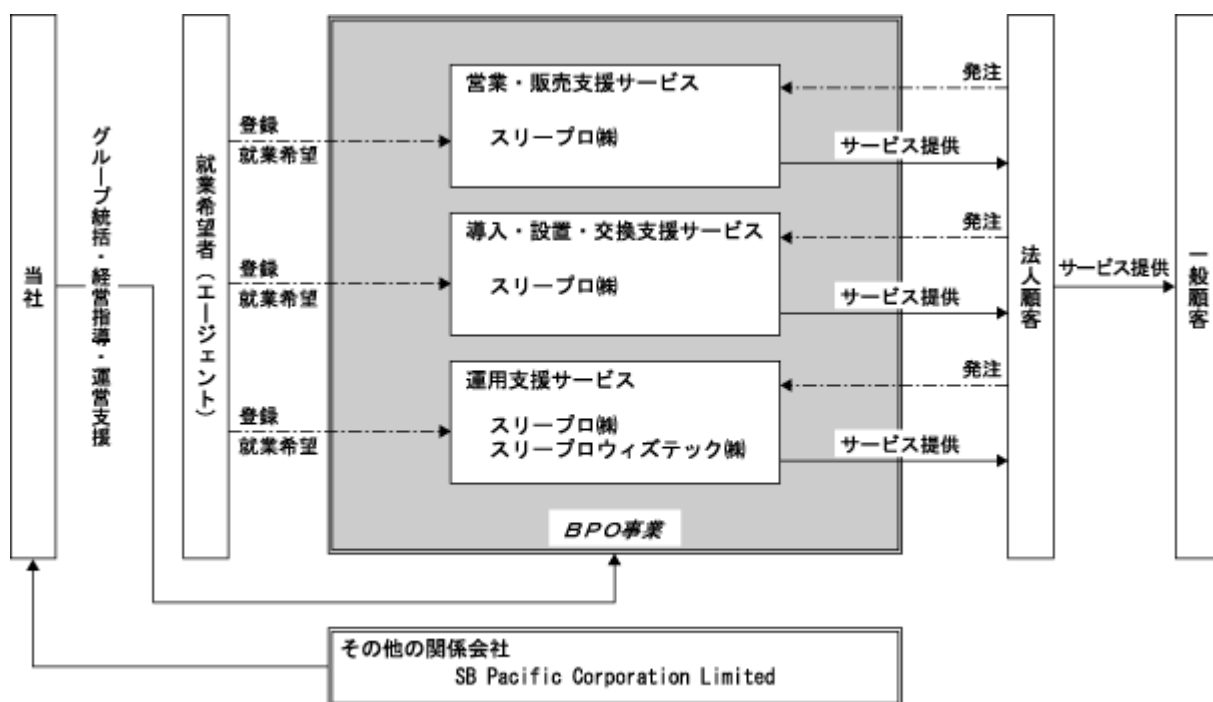 当社
グループ統括・経営指導・運営支援
就業希望者(エージェント)
登録
就業希望
営業・販売支援サービス
スリープロ㈱
発注
サービス提供
登録
就業希望
導入・設置・交換支援サービス
スリープロ㈱
発注
サービス提供
登録
就業希望
運用支援サービス
スリープロ㈱
スリープロウィズテック㈱
発注
サービス提供
BPO事業
法人顧客
サービス提供
一般顧客
その他の関係会社
SB Pacific Corporation Limited